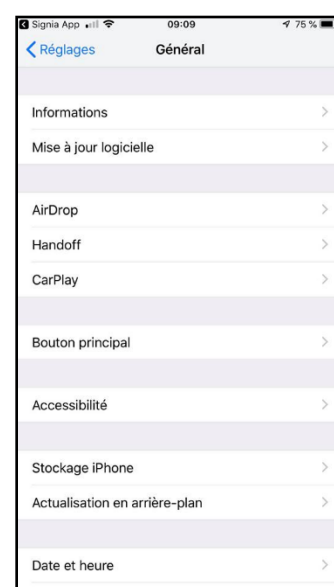 Signia App 09:09 75 %
Réglages Général
Informations
Mise à jour logicielle
AirDrop
Handoff
CarPlay
Bouton principal
Accessibilité
Stockage iPhone
Actualisation en arrière-plan
Date et heure